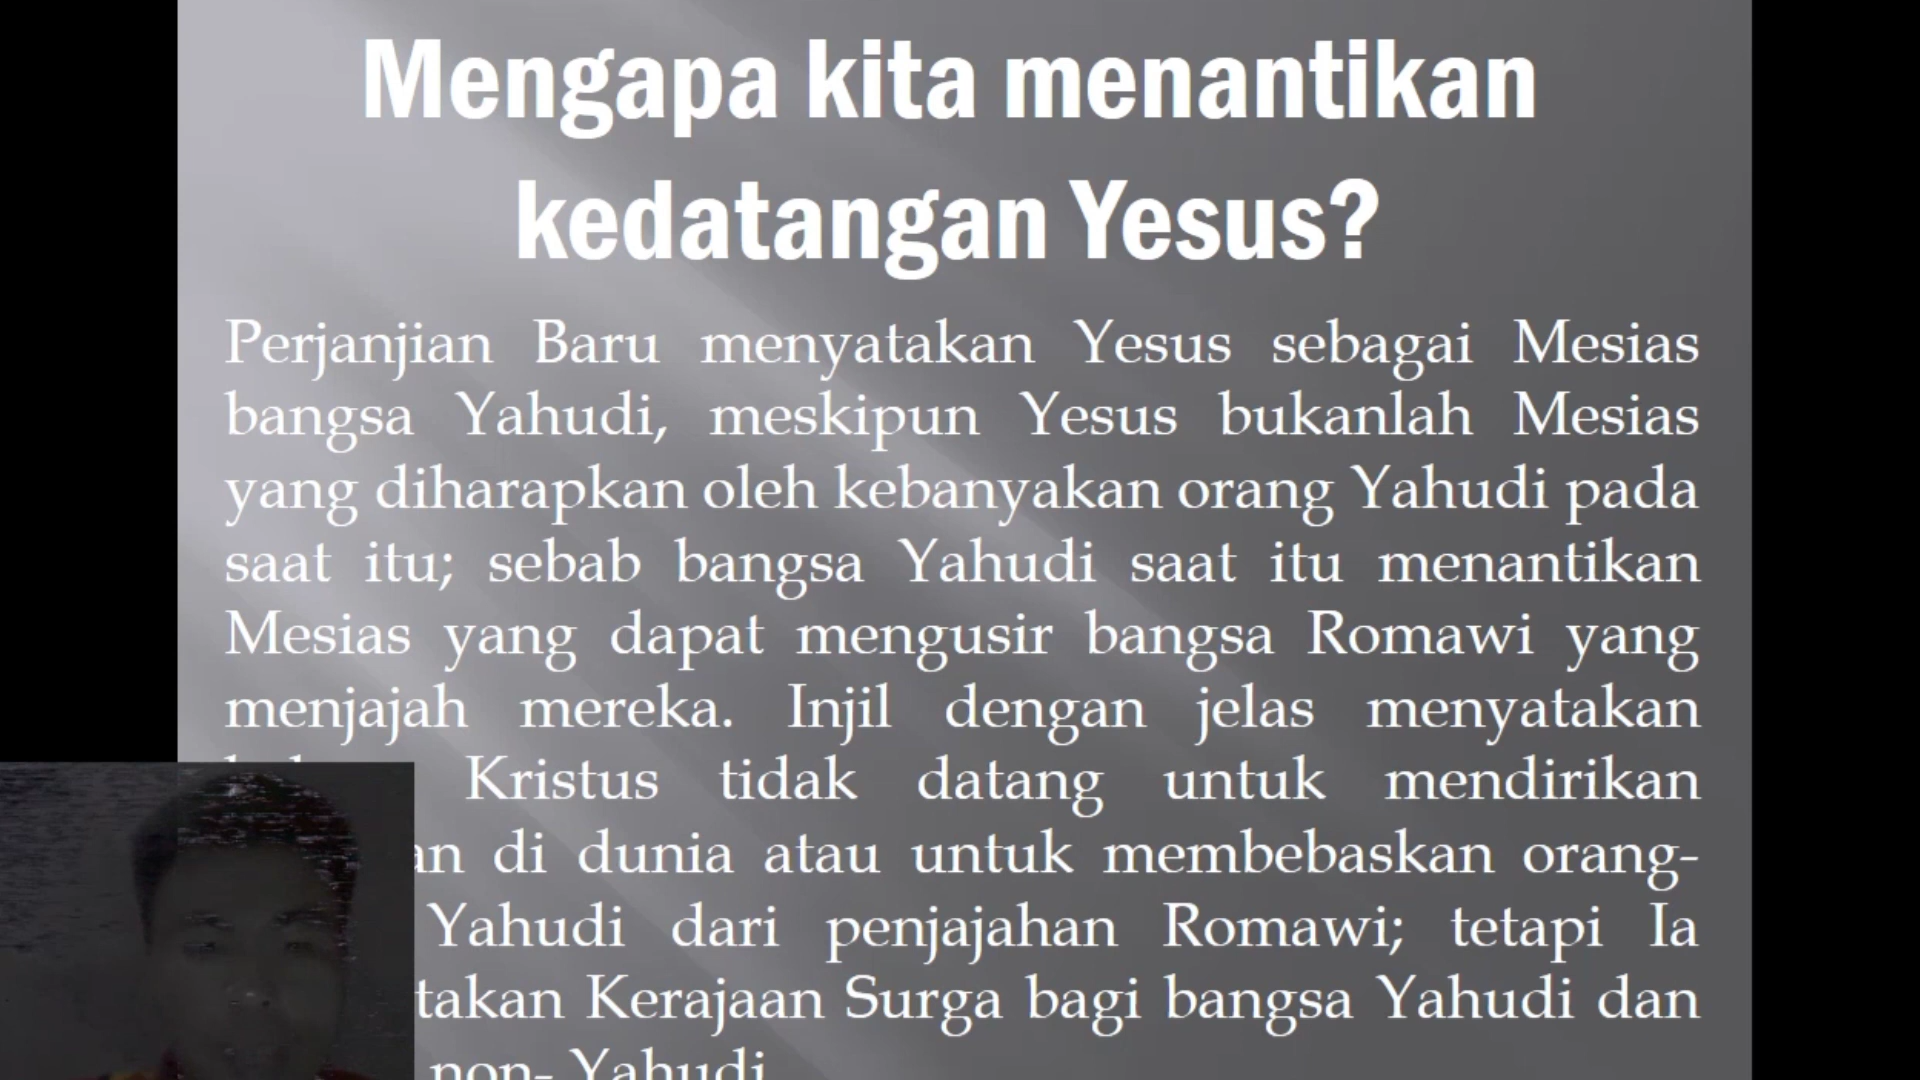 Mengapa kita menantikan
kedatangan Yesus?
Perjanjian Baru menyatakan Yesus sebagai Mesias
bangsa Yahudi, meskipun Yesus bukanlah Mesias
yang diharapkan oleh kebanyakan orang Yahudi pada
saat itu; sebab bangsa Yahudi saat itu menantikan
Mesias yang dapat mengusir bangsa Romawi yang
menjajah mereka. Injil dengan jelas menyatakan
Kristus tidak datang untuk mendirikan
an di dunia atau untuk membebaskan orang-
Yahudi dari penjajahan Romawi; tetapi Ia
takan Kerajaan Surga bagi bangsa Yahudi dan
non- Yahudi